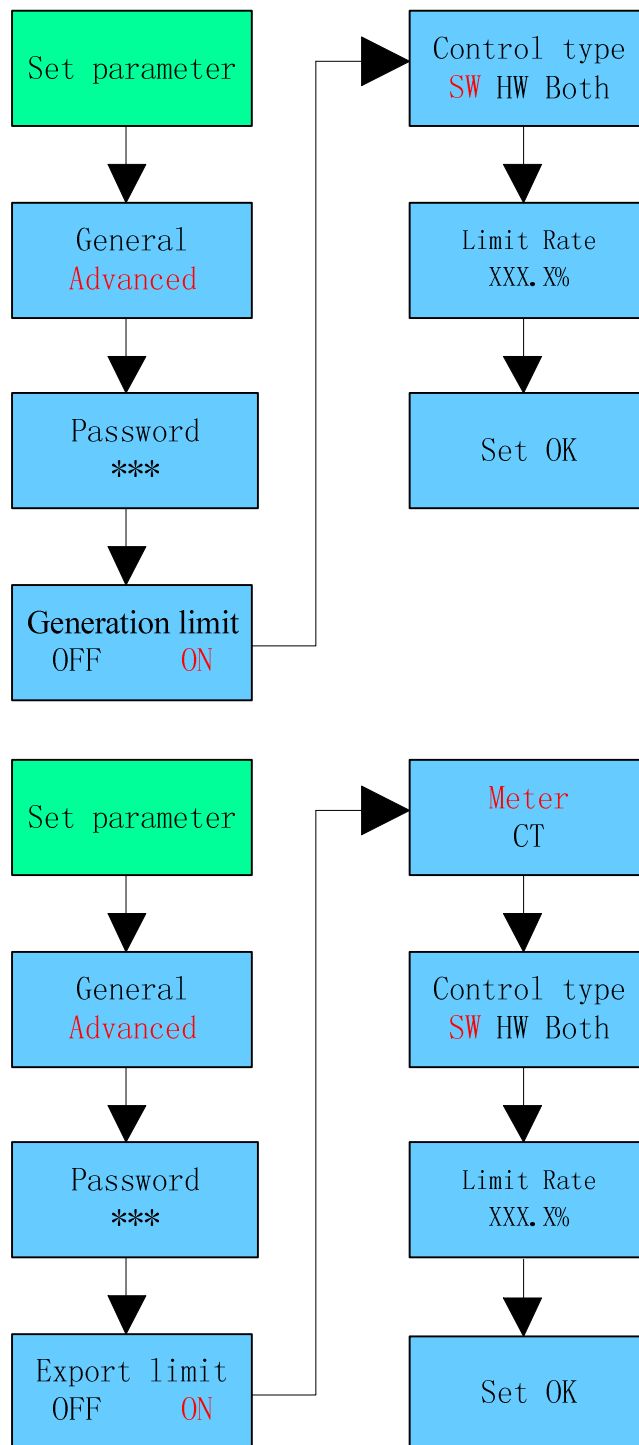 Set parameter
General
Advanced
Password
***
Generation limit
OFF ON
Control type
SW HW Both
Limit Rate
XXX.X%
Set OK
Set parameter
General
Advanced
Password
***
Export limit
OFF ON
Meter
CT
Control type
SW HW Both
Limit Rate
XXX.X%
Set OK